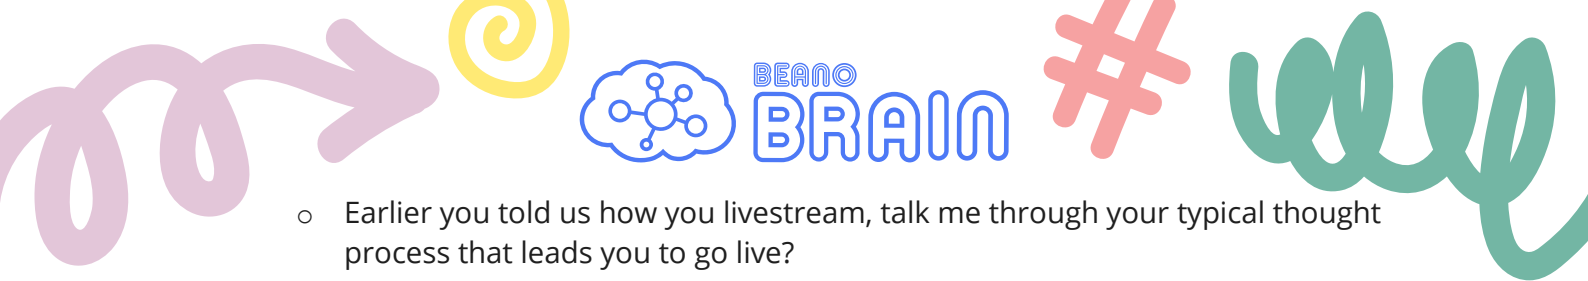 BEANO
BRAIN
○ Earlier you told us how you livestream, talk me through your typical thought
process that leads you to go live?